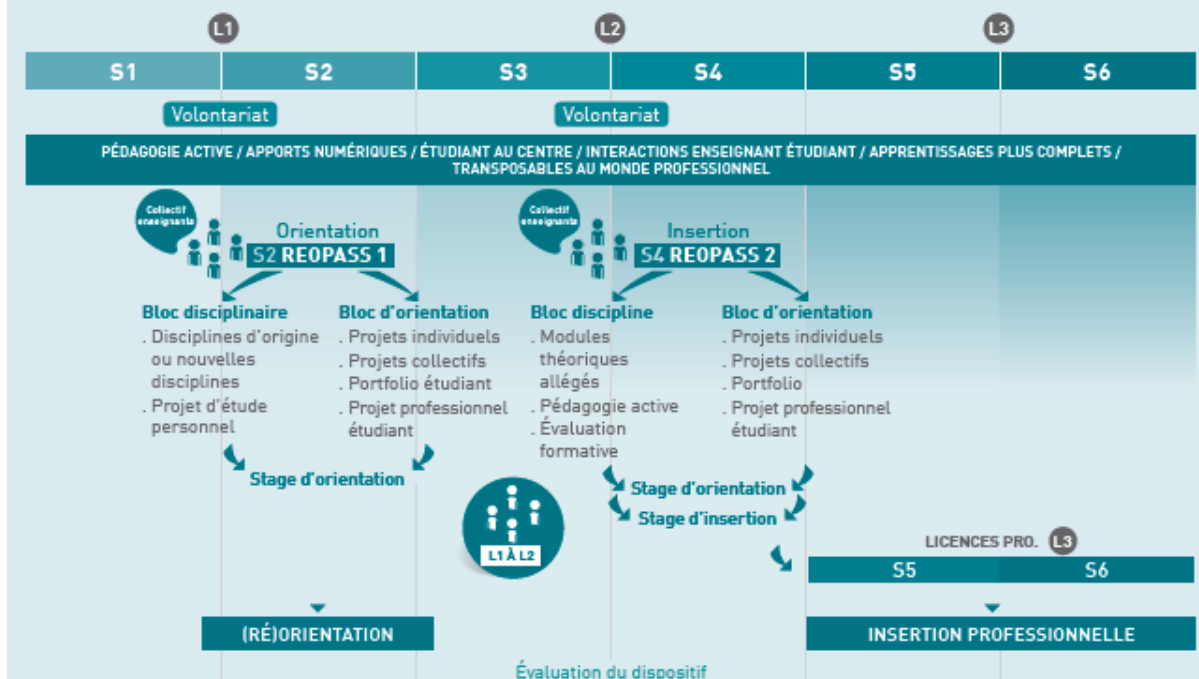 L1
L2
L3
S1
S2
S3
S4
S5
S6
Volontariat
Volontariat
PÉDAGOGIE ACTIVE / APPORTS NUMÉRIQUES / ÉTUDIANT AU CENTRE / INTERACTIONS ENSEIGNANT ÉTUDIANT / APPRENTISSAGES PLUS COMPLETS /
TRANSPOSABLES AU MONDE PROFESSIONNEL
Collectif
enseignants
Orientation
S2 REOPASS 1
Bloc disciplinaire
. Disciplines d'origine
ou nouvelles
disciplines
. Projet d'étude
personnel
Bloc d'orientation
. Projets individuels
. Projets collectifs
. Portfolio étudiant
. Projet professionnel
étudiant
Stage d'orientation
Collectif
enseignants
Insertion
S4 REOPASS 2
Bloc discipline
. Modules
théoriques
allégés
. Pédagogie active
. Évaluation
formative
Bloc d'orientation
. Projets individuels
. Projets collectifs
. Portfolio
. Projet professionnel
étudiant
Stage d'orientation
Stage d'insertion
L1 À L2
LICENCES PRO. L3
S5
S6
(RÉ)ORIENTATION
INSERTION PROFESSIONNELLE
Évaluation du dispositif